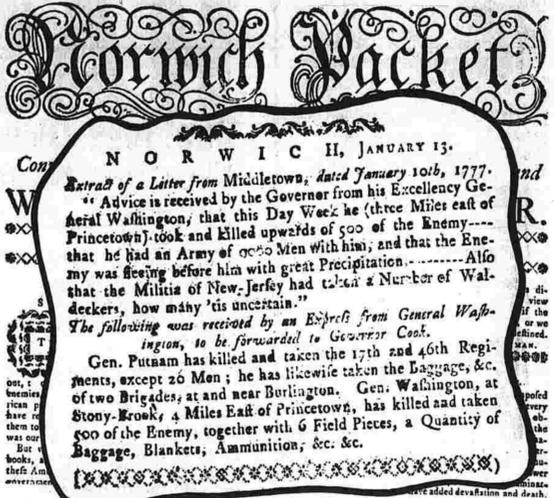 Norwich Packet
NORWICH, JANUARY 13.
Extract of a Letter from Middletown, dated January 10th, 1777.
"Advice is received by the Governor from his Excellency Ge-
neral Washington, that this Day Week he (three Miles east of
Princetown) took and killed upwards of 500 of the Enemy----
that he had an Army of Men with him, and that the Ene-
my was fleeing before him with great Precipitation.---------Also
that the Militia of New-Jersey had taken a Number of Wal-
deckers, how many 'tis uncertain."
The following was received by an Express from General Wash-
ington, to be forwarded to Governor Cook.
Gen. Putnam has killed and taken the 17th and 46th Regi-
ments, except 26 Men; he has likewise taken the Baggage, &c.
of two Brigades, at and near Burlington. Gen. Washington, at
Stony-Brook, 4 Miles East of Princetown, has killed and taken
500 of the Enemy, together with 6 Field Pieces, a Quantity of
Baggage, Blankets, Ammunition, &c. &c.
have added devastation and death